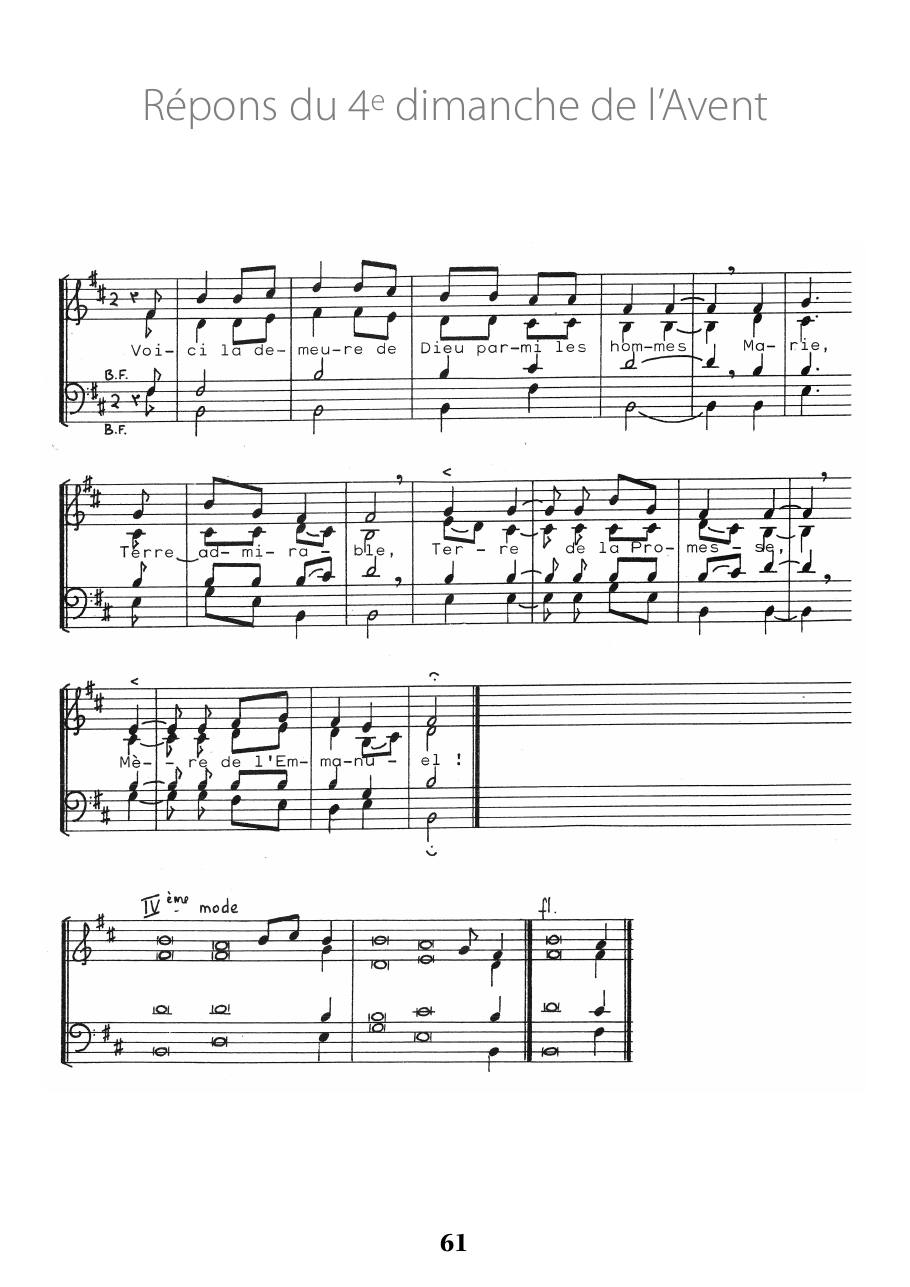 Répons du 4e dimanche de l’Avent
Voi- ci la de- meu-re de Dieu par-mi les hom-mes Ma-rie,
B.F.
B.F.
Terre ad- mi- ra - ble, Ter - re de la Pro- mes - se,
Mè- - re de l'Em- ma-nu - el !
IVème mode fl.
61